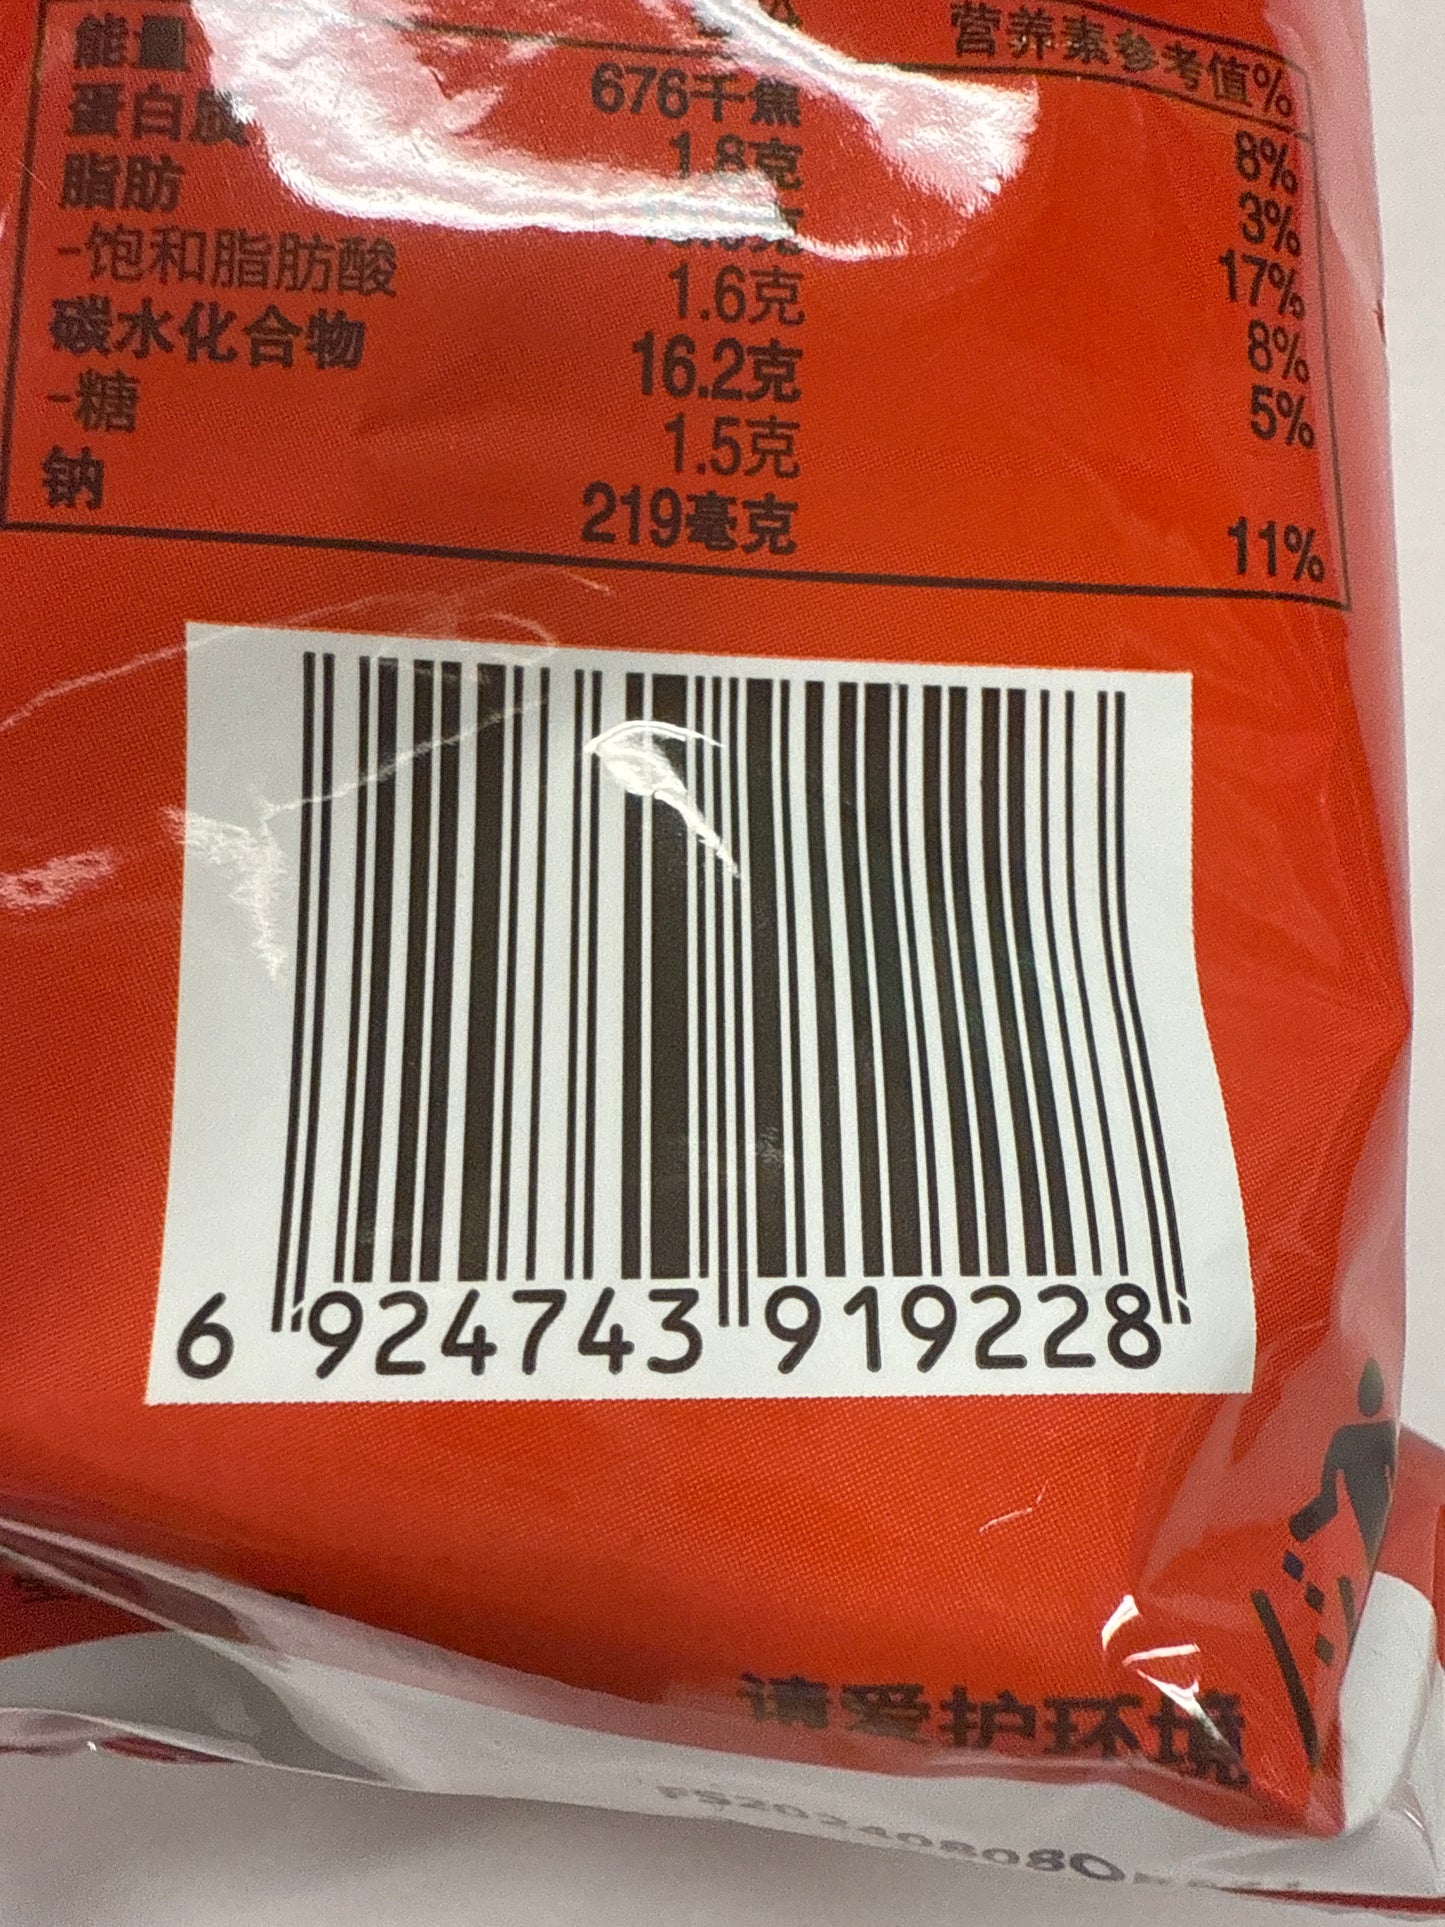 营养素参考值%
能量 676千焦 8%
蛋白质 1.8克 3%
脂肪 克 17%
-饱和脂肪酸 1.6克 8%
碳水化合物 16.2克 5%
-糖 1.5克
钠 219毫克 11%
6 924743 919228
请爱护环境